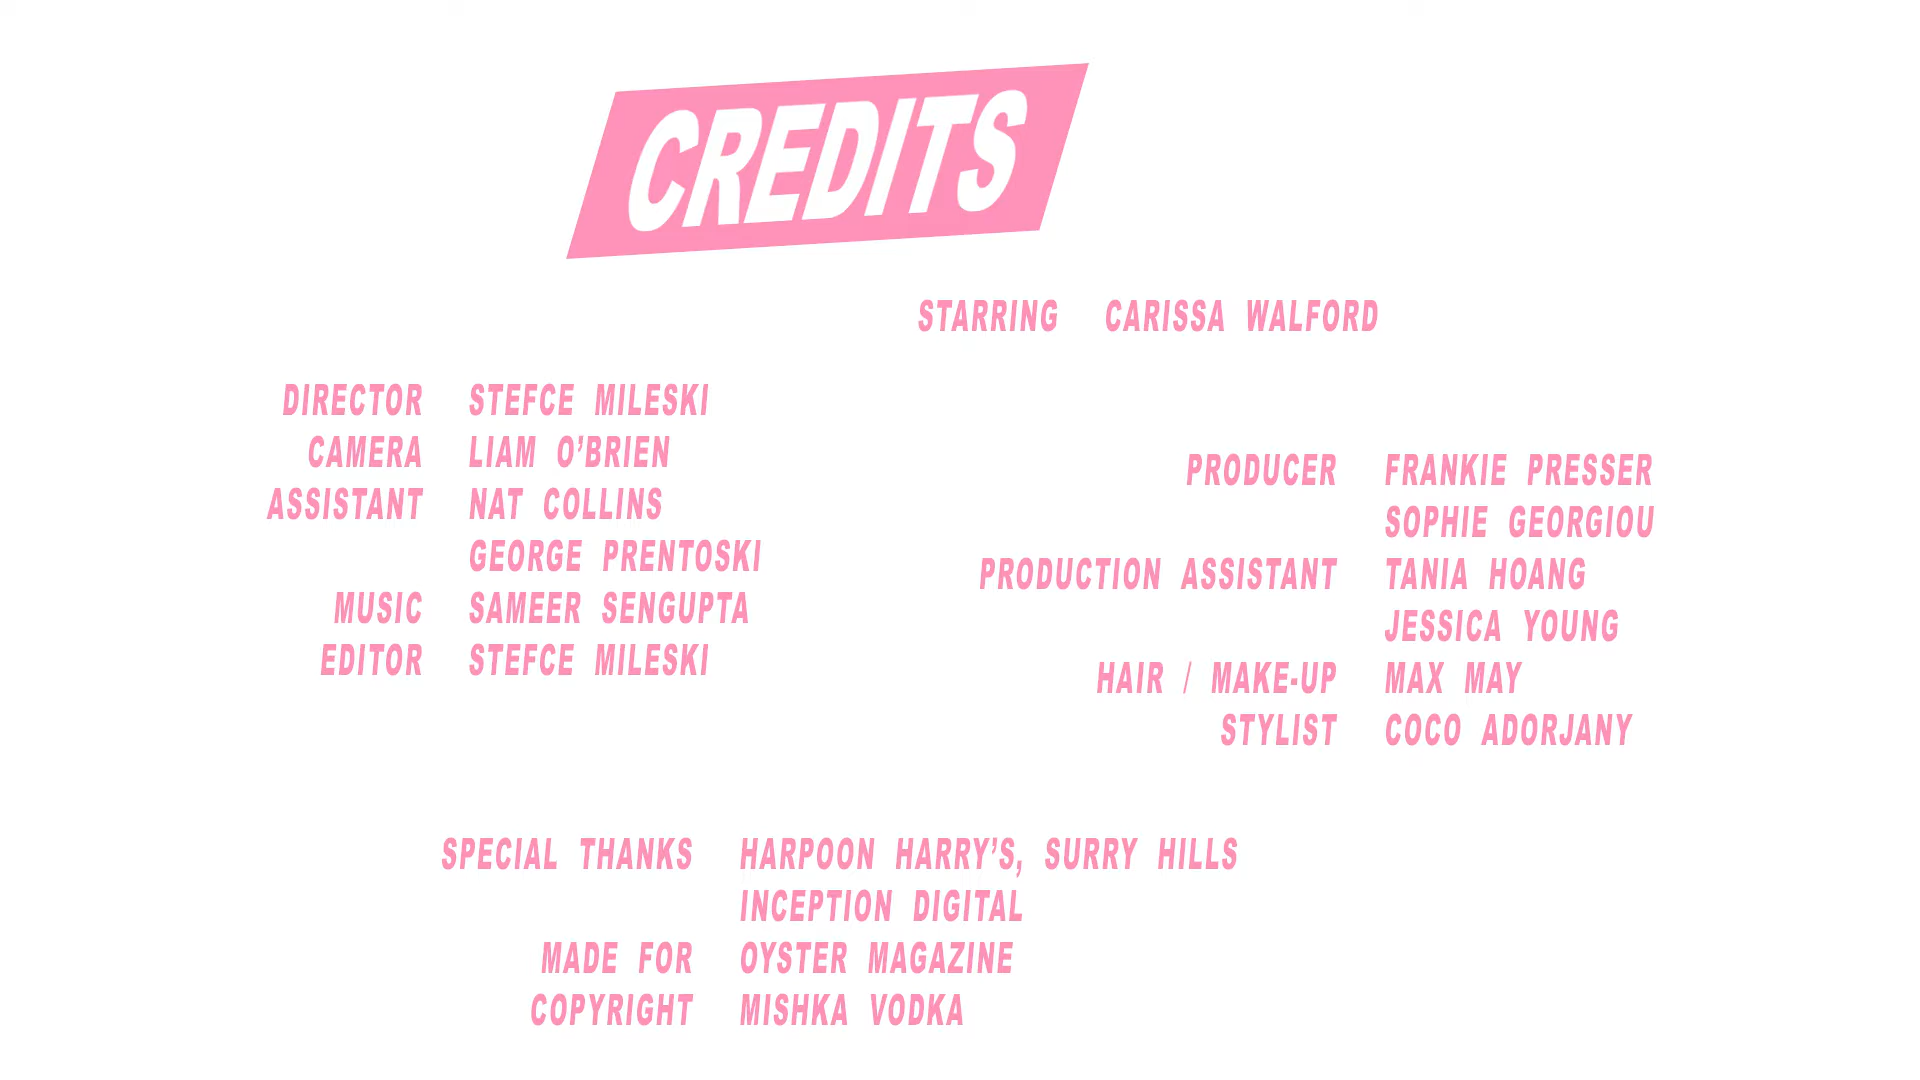 CREDITS
STARRING CARISSA WALFORD
DIRECTOR STEFCE MILESKI
CAMERA LIAM O’BRIEN
ASSISTANT NAT COLLINS
GEORGE PRENTOSKI
MUSIC SAMEER SENGUPTA
EDITOR STEFCE MILESKI
PRODUCER FRANKIE PRESSER
SOPHIE GEORGIOU
PRODUCTION ASSISTANT TANIA HOANG
JESSICA YOUNG
HAIR / MAKE-UP MAX MAY
STYLIST COCO ADORJANY
SPECIAL THANKS HARPOON HARRY’S, SURRY HILLS
INCEPTION DIGITAL
MADE FOR OYSTER MAGAZINE
COPYRIGHT MISHKA VODKA